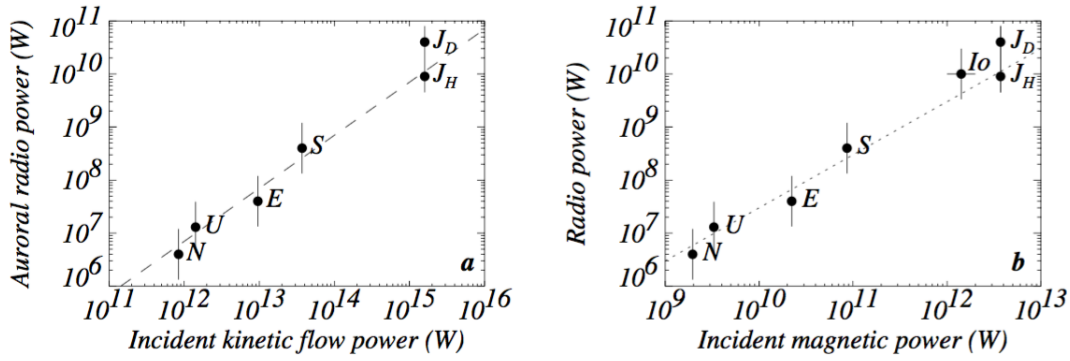 Auroral radio power (W)
10^11
10^10
10^9
10^8
10^7
10^6
J_D
J_H
S
E
U
N
a
10^11 10^12 10^13 10^14 10^15 10^16
Incident kinetic flow power (W)
Radio power (W)
10^11
10^10
10^9
10^8
10^7
10^6
J_D
Io
J_H
S
E
U
N
b
10^9 10^10 10^11 10^12 10^13
Incident magnetic power (W)